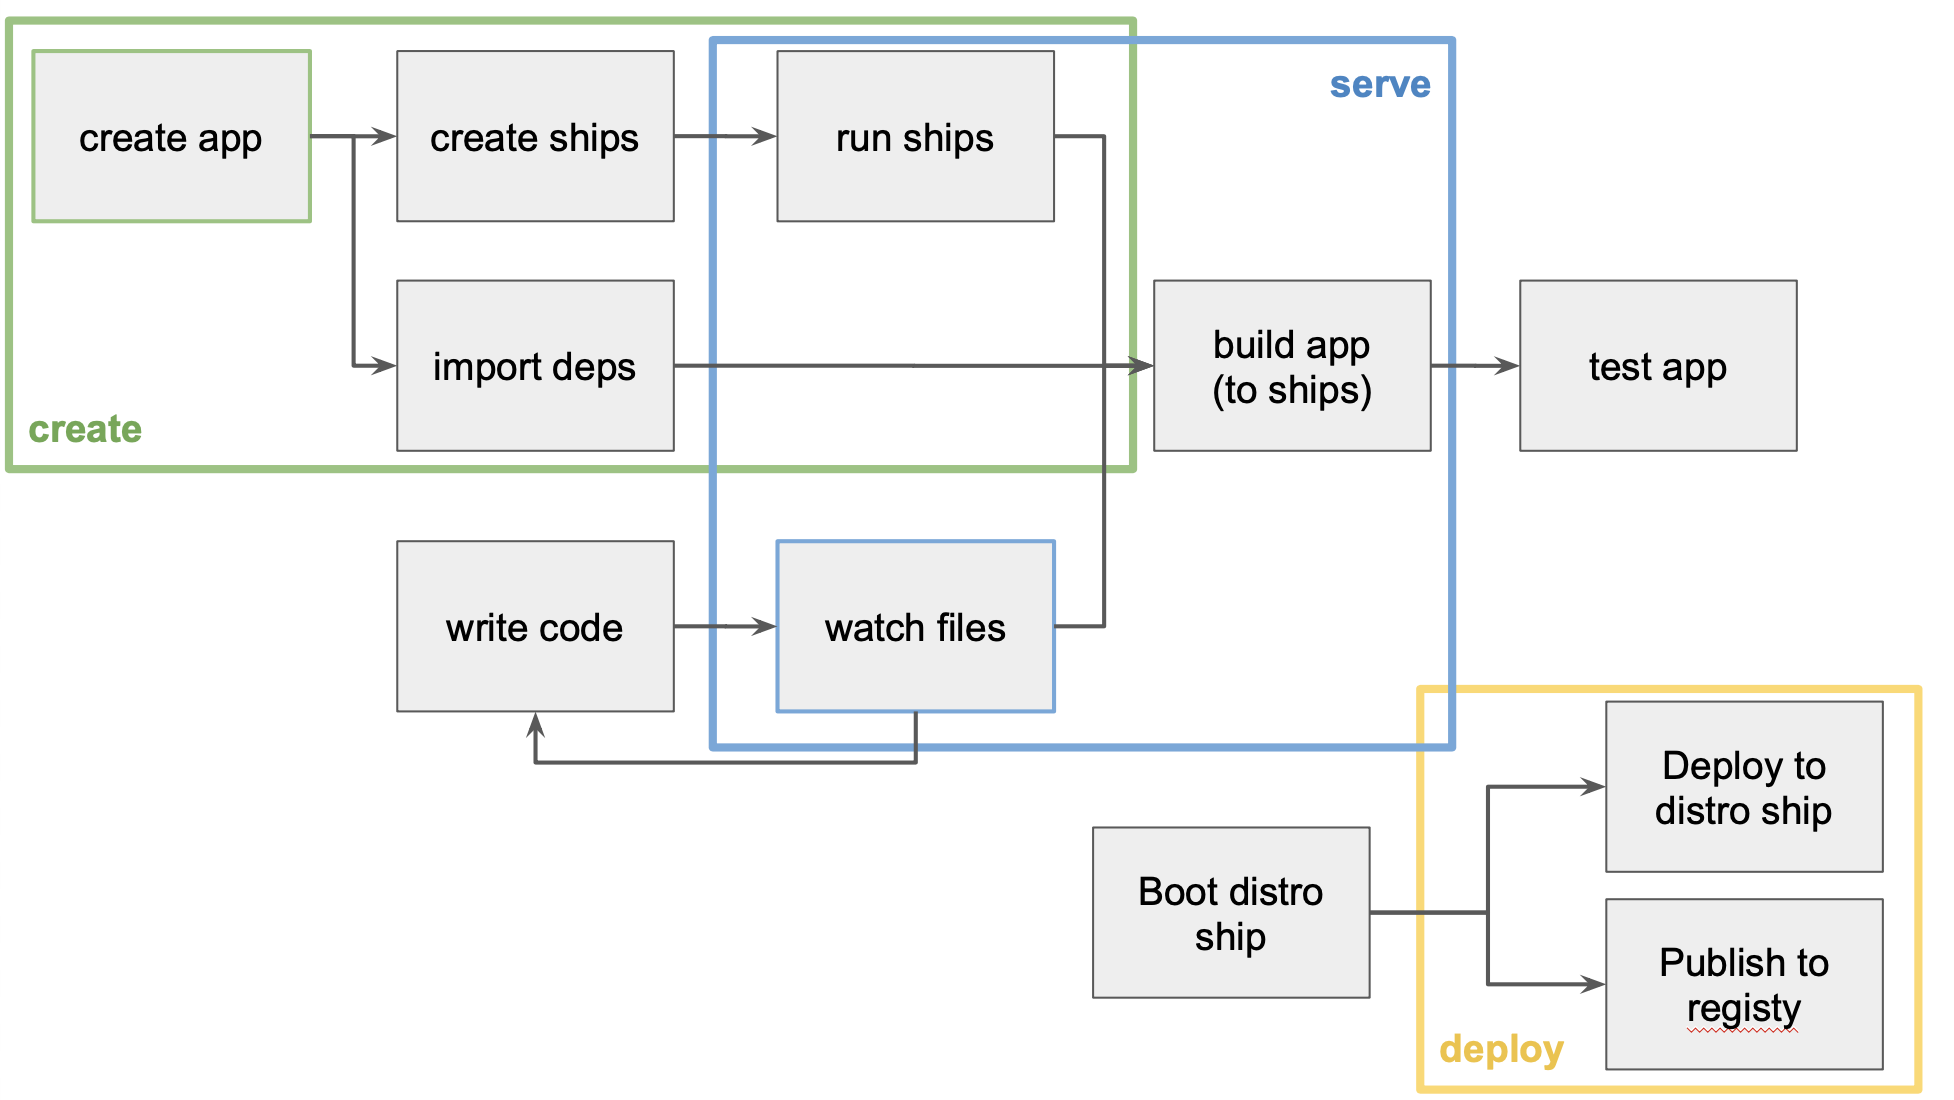 create app
create ships
run ships
serve
import deps
build app
(to ships)
test app
create
write code
watch files
Deploy to
distro ship
Boot distro
ship
Publish to
registy
deploy